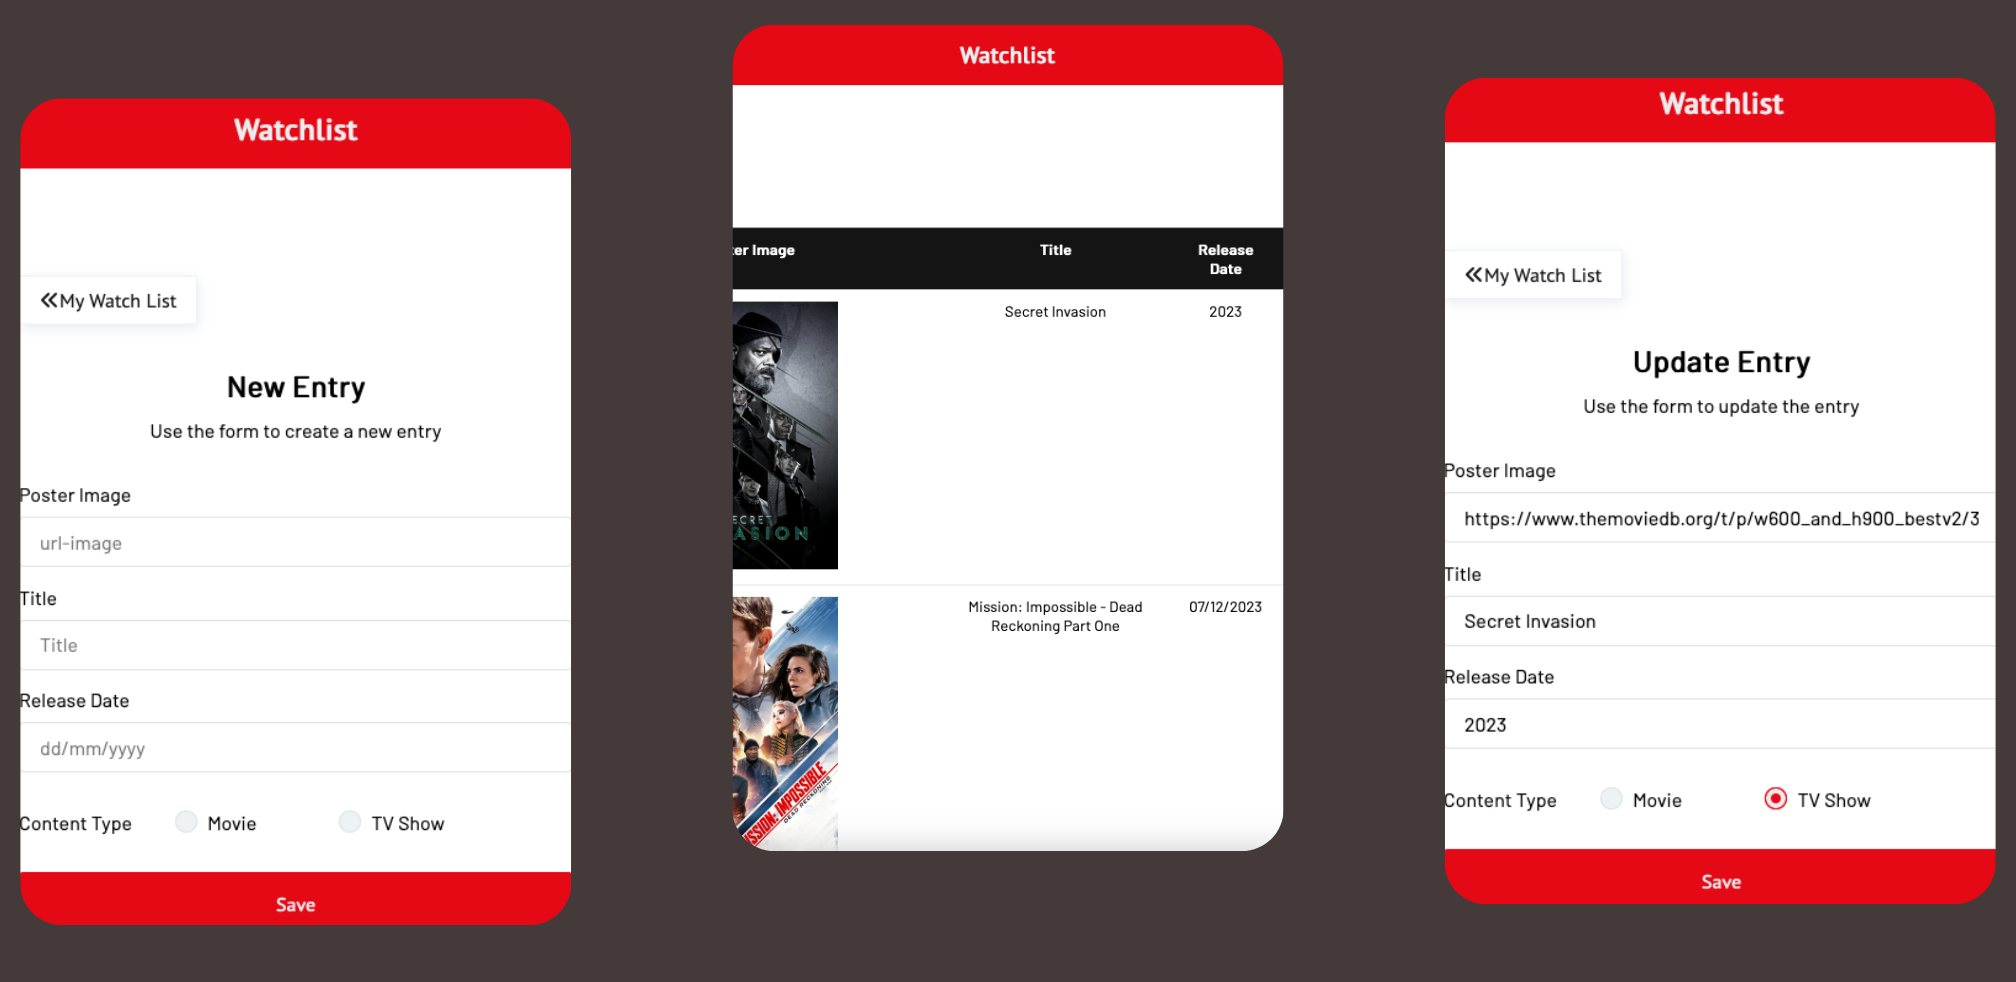 Watchlist
«My Watch List
New Entry
Use the form to create a new entry
Poster Image
url-image
Title
Title
Release Date
dd/mm/yyyy
Content Type Movie TV Show
Save
Watchlist
ter Image Title Release
Date
Secret Invasion 2023
ECRET
ASION
Mission: Impossible - Dead
Reckoning Part One
07/12/2023
SSION: IMPOSSIBLE
DEAD RECKONING
Watchlist
«My Watch List
Update Entry
Use the form to update the entry
Poster Image
https://www.themoviedb.org/t/p/w600_and_h900_bestv2/3
Title
Secret Invasion
Release Date
2023
Content Type Movie TV Show
Save